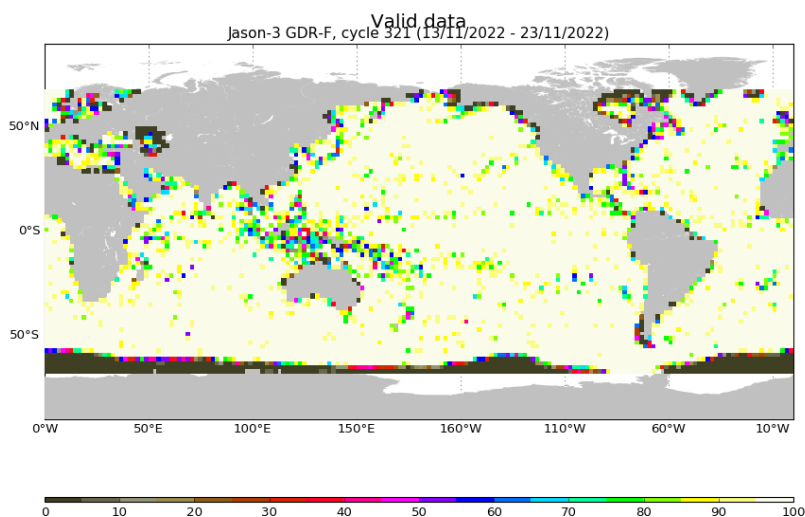 Valid data
Jason-3 GDR-F, cycle 321 (13/11/2022 - 23/11/2022)
50°N
0°S
50°S
0°W 50°E 100°E 150°E 160°W 110°W 60°W 10°W
0 10 20 30 40 50 60 70 80 90 100